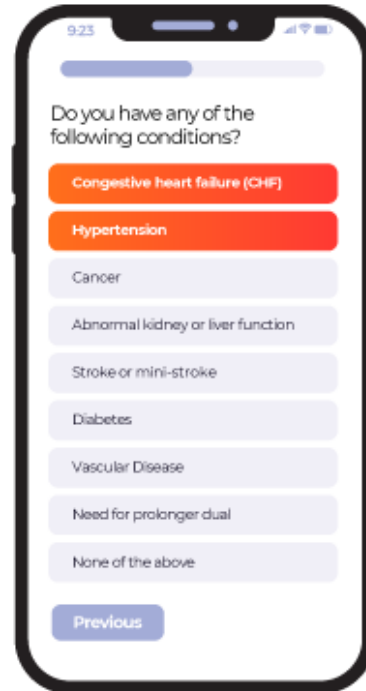 9:23
Do you have any of the
following conditions?
Congestive heart failure (CHF)
Hypertension
Cancer
Abnormal kidney or liver function
Stroke or mini-stroke
Diabetes
Vascular Disease
Need for prolonger dual
None of the above
Previous